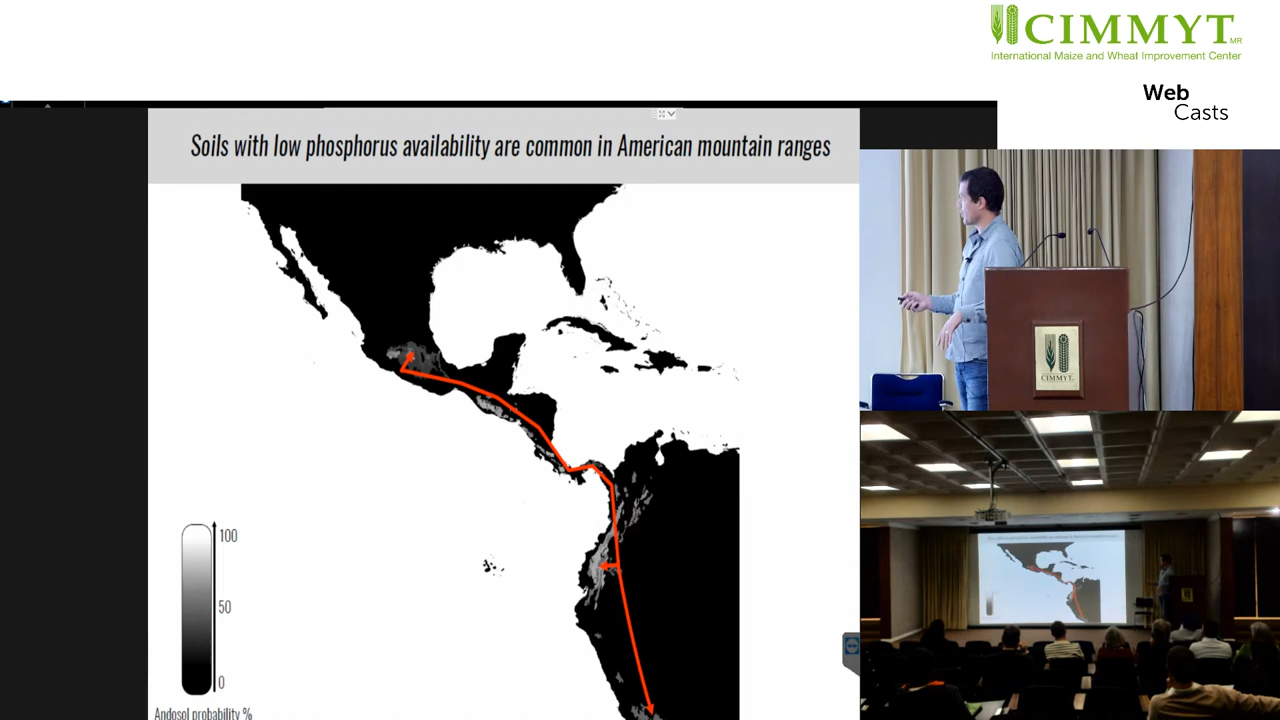 CIMMYT MR
International Maize and Wheat Improvement Center
Web
Casts
Soils with low phosphorus availability are common in American mountain ranges
100
50
0
Andosol probability %
CIMMYT